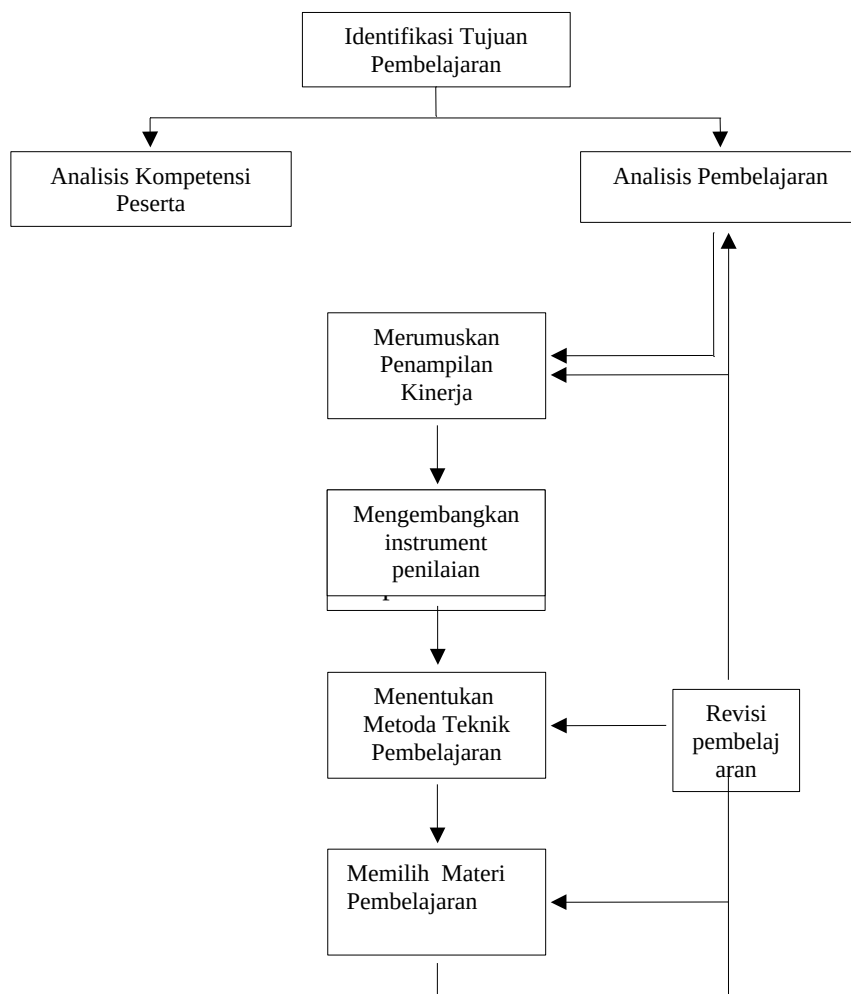 Identifikasi Tujuan
Pembelajaran
Analisis Kompetensi
Peserta
Analisis Pembelajaran
Merumuskan
Penampilan
Kinerja
Mengembangkan
instrument
penilaian
Menentukan
Metoda Teknik
Pembelajaran
Revisi
pembelaj
aran
Memilih Materi
Pembelajaran